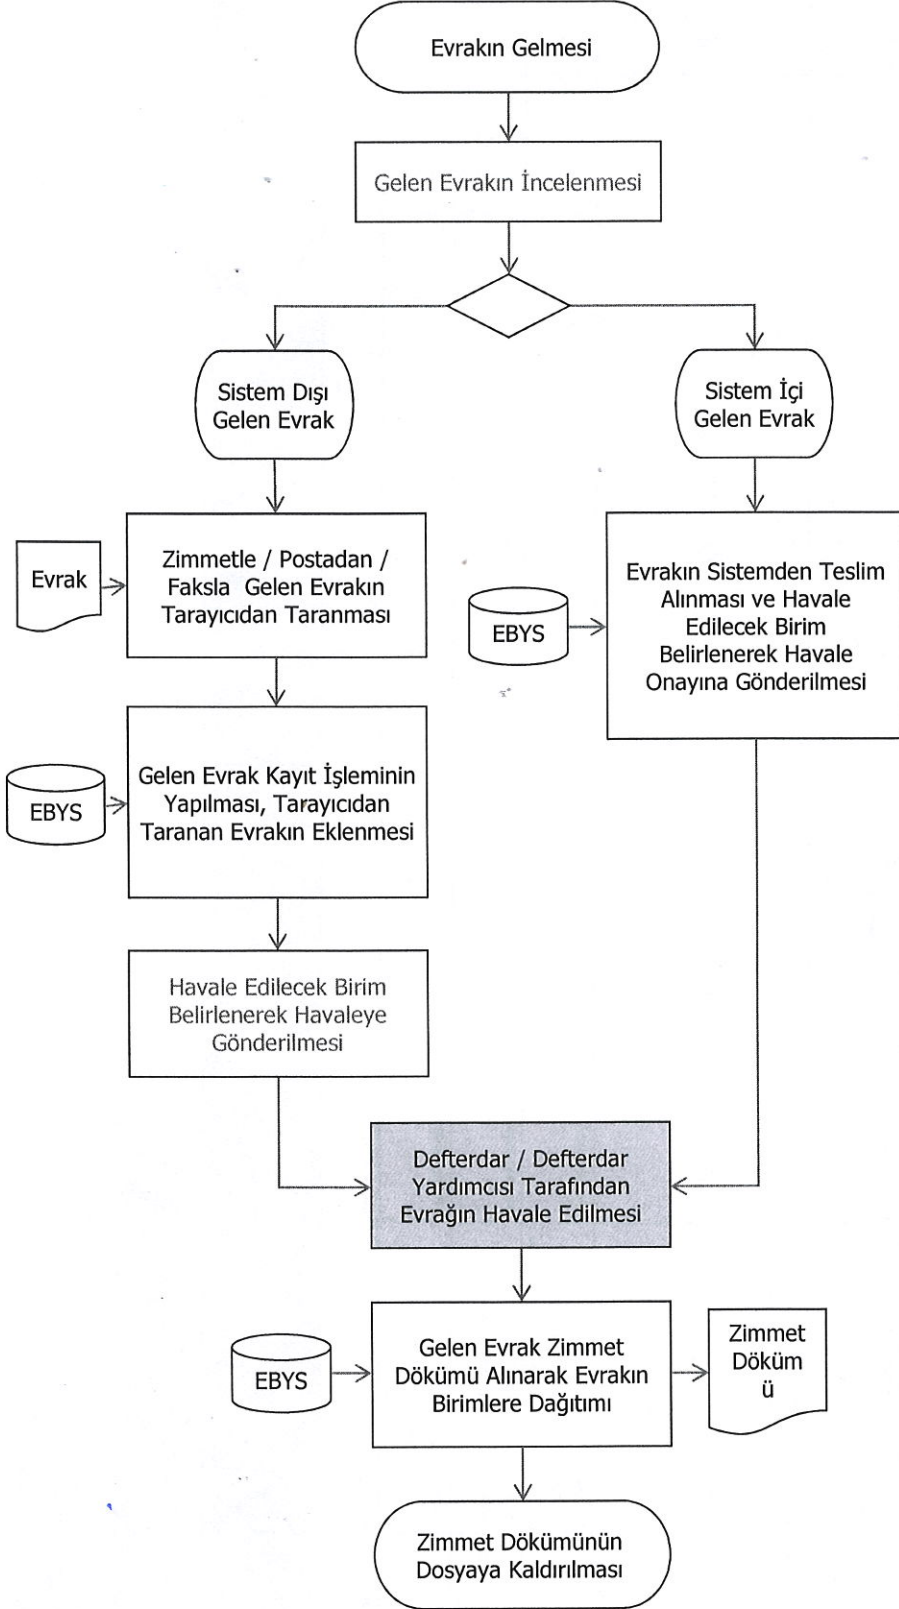 Evrakın Gelmesi
Gelen Evrakın İncelenmesi
Sistem Dışı
Gelen Evrak
Sistem İçi
Gelen Evrak
Evrak
Zimmetle / Postadan /
Faksla Gelen Evrakın
Tarayıcıdan Taranması
EBYS
Evrakın Sistemden Teslim
Alınması ve Havale
Edilecek Birim
Belirlenerek Havale
Onayına Gönderilmesi
EBYS
Gelen Evrak Kayıt İşleminin
Yapılması, Tarayıcıdan
Taranan Evrakın Eklenmesi
Havale Edilecek Birim
Belirlenerek Havaleye
Gönderilmesi
Defterdar / Defterdar
Yardımcısı Tarafından
Evrağın Havale Edilmesi
EBYS
Gelen Evrak Zimmet
Dökümü Alınarak Evrakın
Birimlere Dağıtımı
Zimmet
Döküm
ü
Zimmet Dökümünün
Dosyaya Kaldırılması